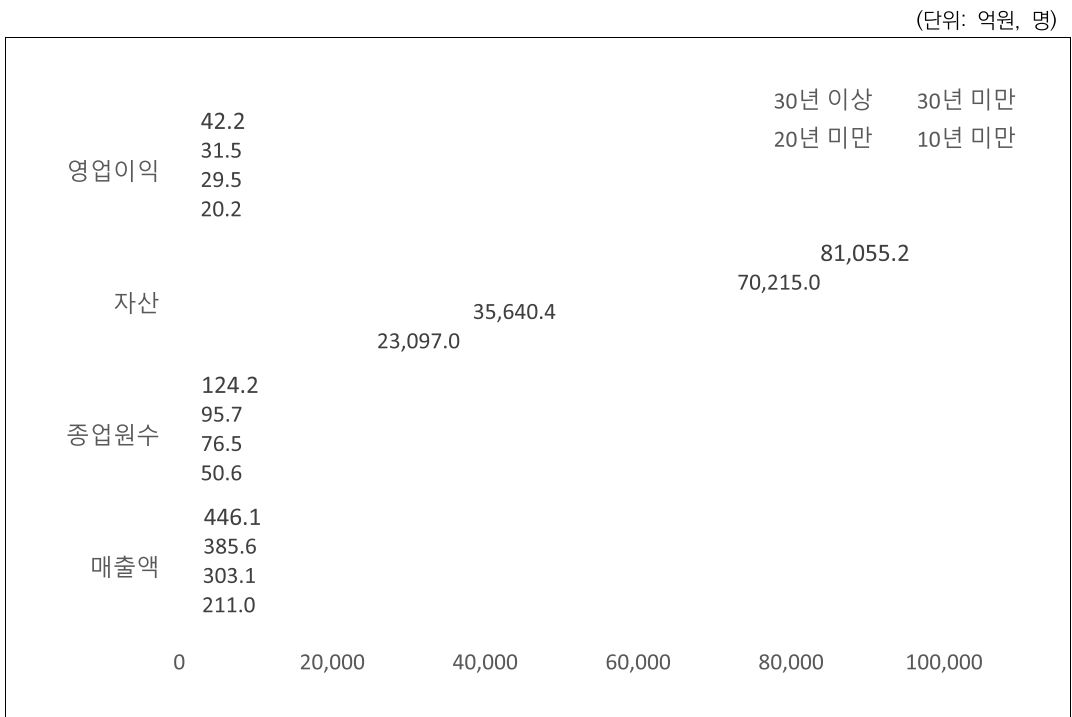 (단위: 억원, 명)
30년 이상 30년 미만
20년 미만 10년 미만
영업이익
42.2
31.5
29.5
20.2
자산
81,055.2
70,215.0
35,640.4
23,097.0
종업원수
124.2
95.7
76.5
50.6
매출액
446.1
385.6
303.1
211.0
0 20,000 40,000 60,000 80,000 100,000